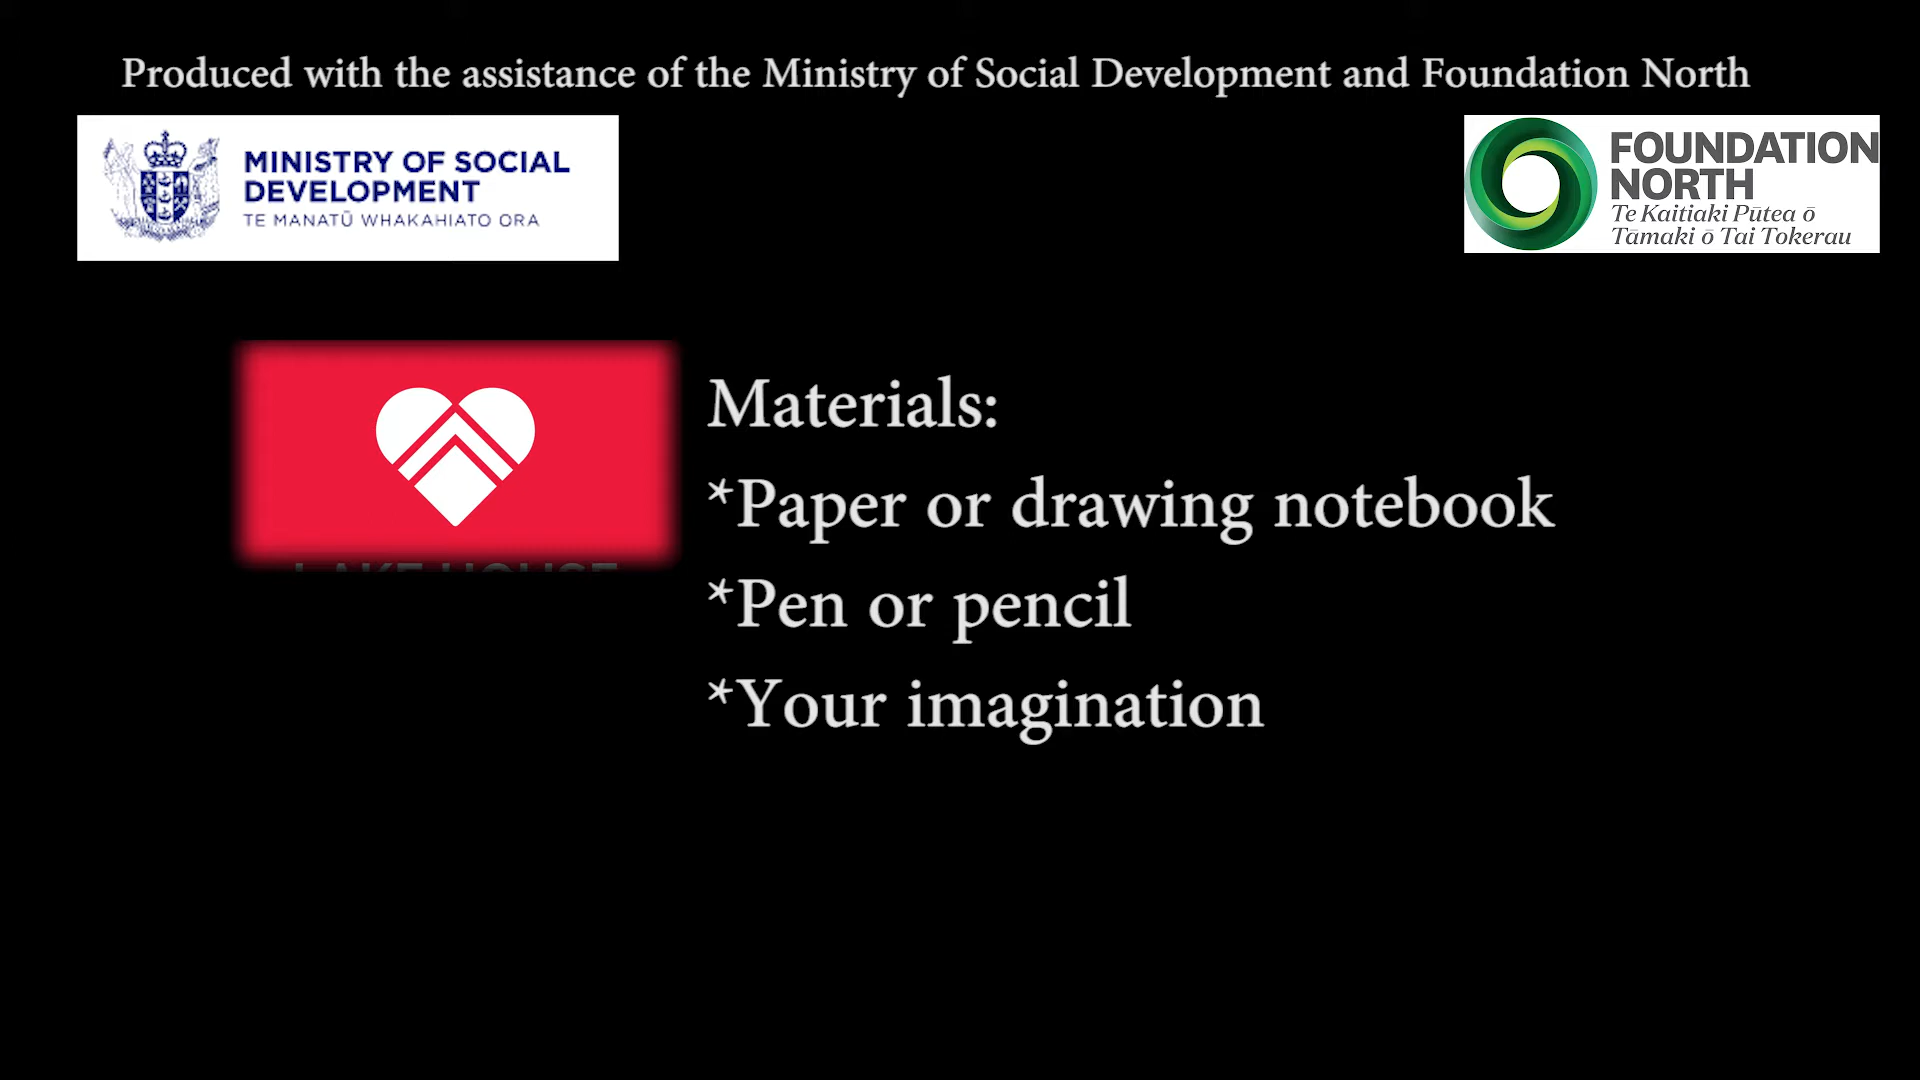 Produced with the assistance of the Ministry of Social Development and Foundation North
MINISTRY OF SOCIAL
DEVELOPMENT
TE MANATŪ WHAKAHIATO ORA
FOUNDATION
NORTH
Te Kaitiaki Pūtea ō
Tāmaki ō Tai Tokerau
LAKE HOUSE
Materials:
*Paper or drawing notebook
*Pen or pencil
*Your imagination